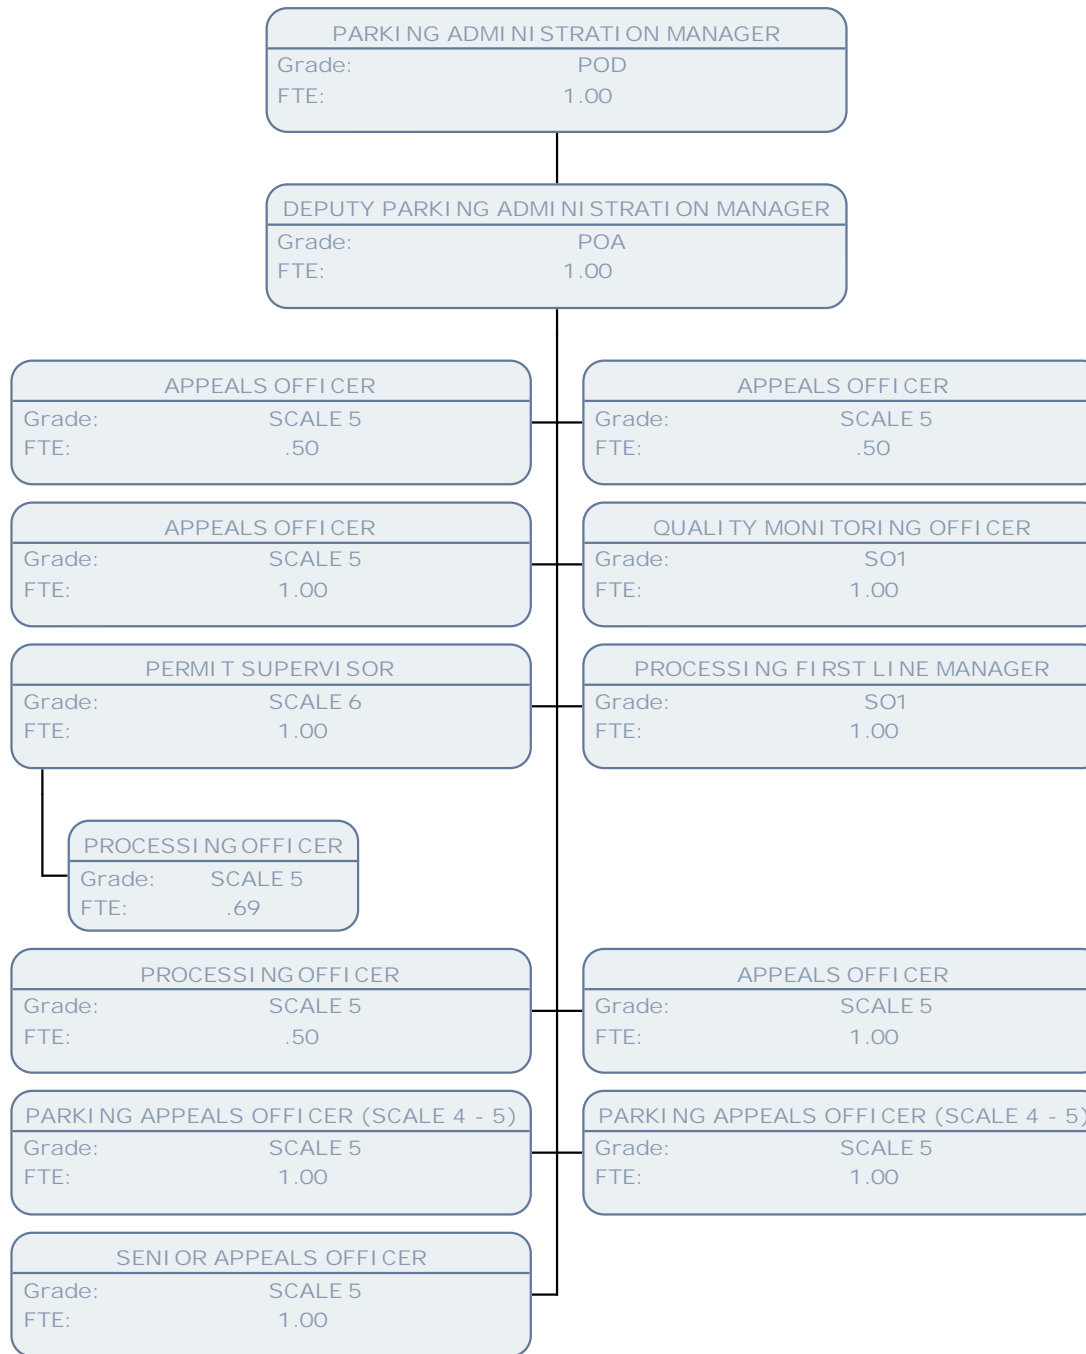 PARKING ADMINISTRATION MANAGER
Grade: POD
FTE: 1.00
DEPUTY PARKING ADMINISTRATION MANAGER
Grade: POA
FTE: 1.00
APPEALS OFFICER
Grade: SCALE 5
FTE: .50
APPEALS OFFICER
Grade: SCALE 5
FTE: .50
APPEALS OFFICER
Grade: SCALE 5
FTE: 1.00
QUALITY MONITORING OFFICER
Grade: SO1
FTE: 1.00
PERMIT SUPERVISOR
Grade: SCALE 6
FTE: 1.00
PROCESSING FIRST LINE MANAGER
Grade: SO1
FTE: 1.00
PROCESSING OFFICER
Grade: SCALE 5
FTE: .69
PROCESSING OFFICER
Grade: SCALE 5
FTE: .50
APPEALS OFFICER
Grade: SCALE 5
FTE: 1.00
PARKING APPEALS OFFICER (SCALE 4 - 5)
Grade: SCALE 5
FTE: 1.00
PARKING APPEALS OFFICER (SCALE 4 - 5)
Grade: SCALE 5
FTE: 1.00
SENIOR APPEALS OFFICER
Grade: SCALE 5
FTE: 1.00